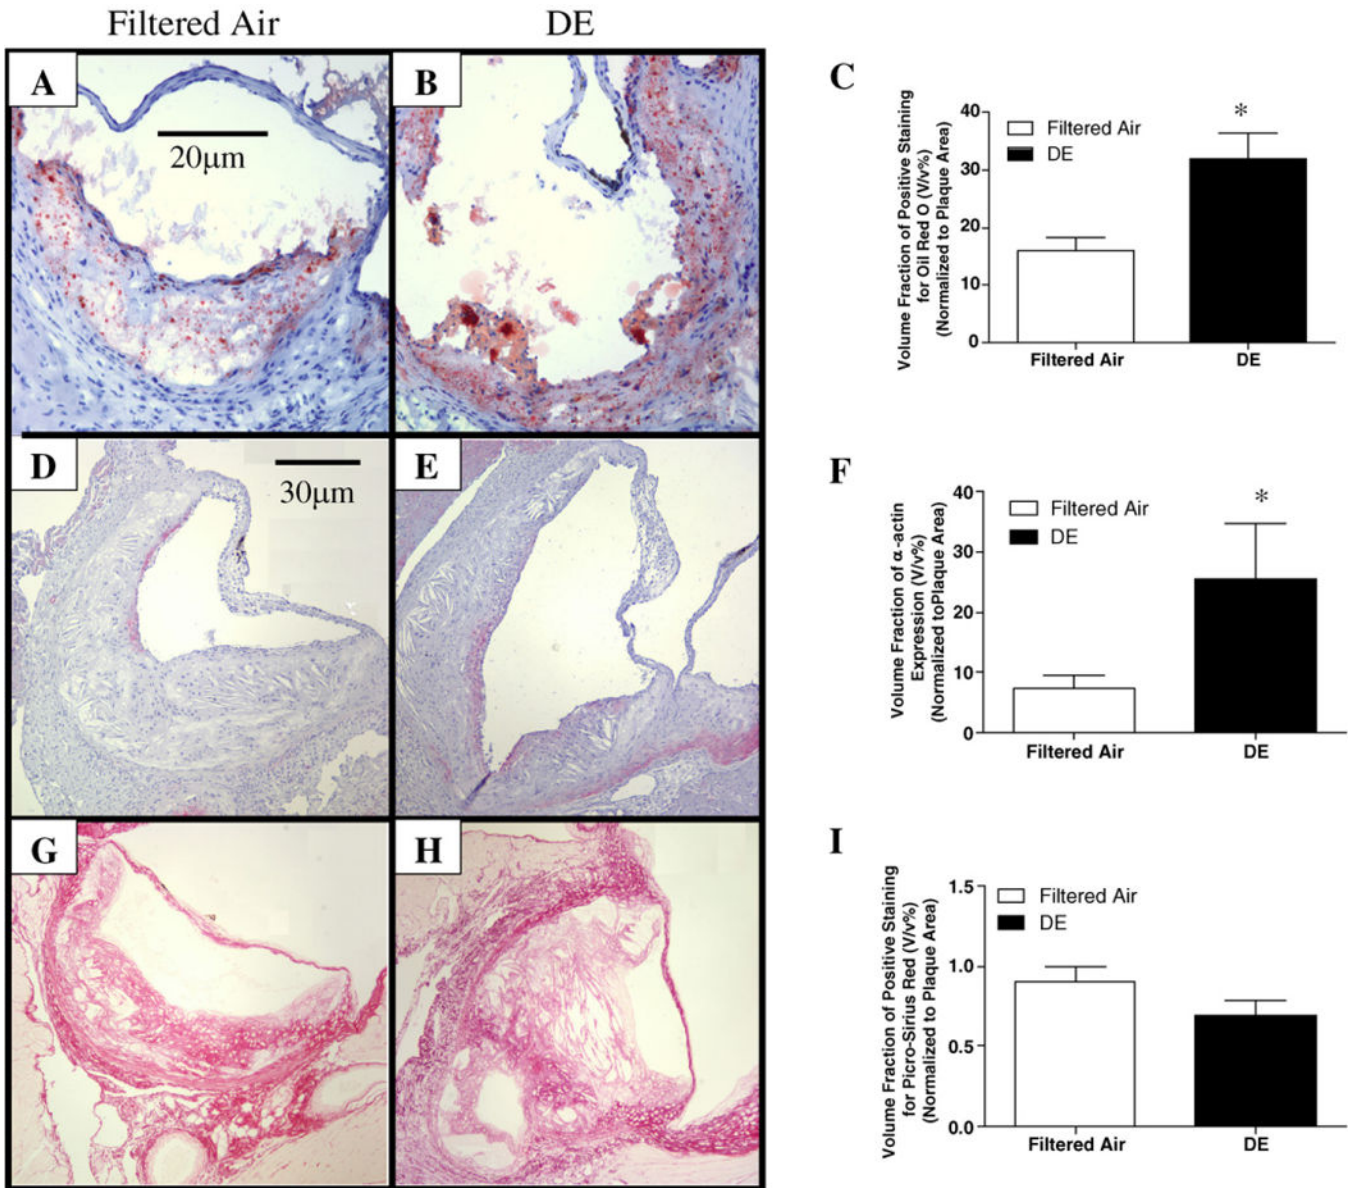 Filtered Air
DE
A
20μm
B
C
Volume Fraction of Positive Staining
for Oil Red O (V/v%)
(Normalized to Plaque Area)
40
30
20
10
0
Filtered Air
DE
*
Filtered Air
DE
D
30μm
E
F
Volume Fraction of α-actin
Expression (V/v%)
(Normalized toPlaque Area)
40
30
20
10
0
Filtered Air
DE
*
Filtered Air
DE
G
H
I
Volume Fraction of Positive Staining
for Picro-Sirius Red (V/v%)
(Normalized to Plaque Area)
1.5
1.0
0.5
0.0
Filtered Air
DE
Filtered Air
DE